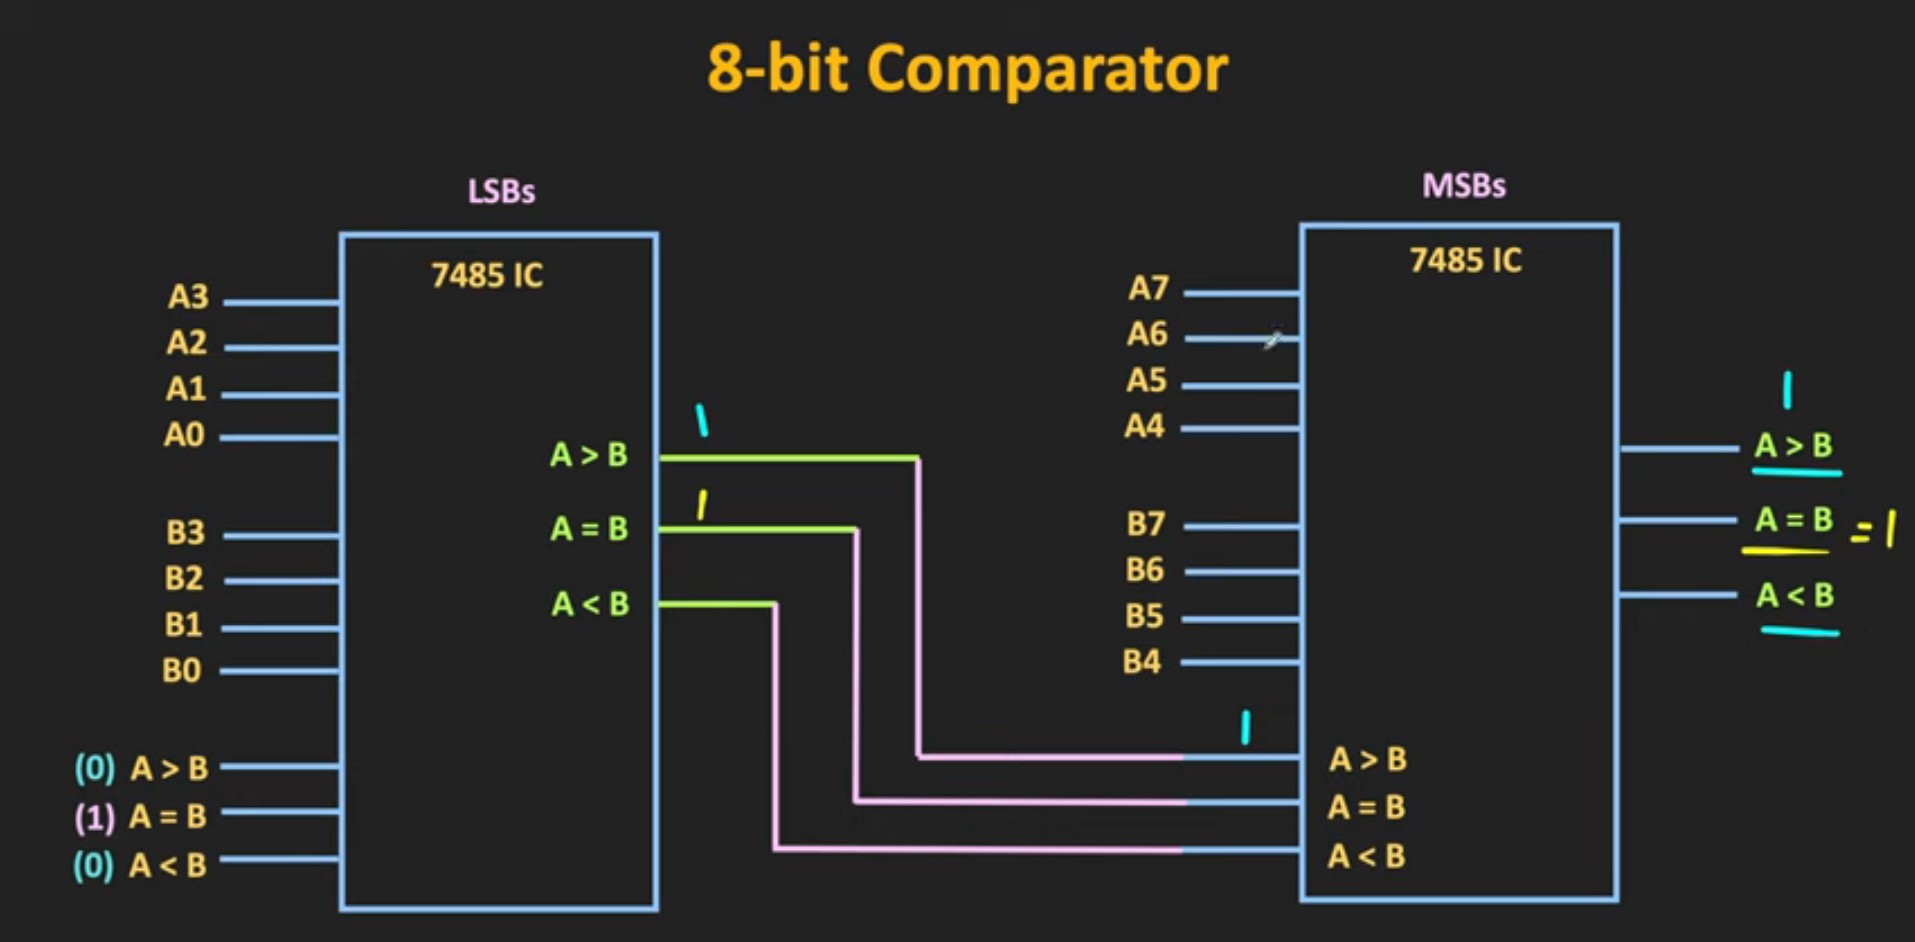 8-bit Comparator
LSBs
7485 IC
A3
A2
A1
A0
B3
B2
B1
B0
(0) A > B
(1) A = B
(0) A < B
A > B
A = B
A < B
1
1
MSBs
7485 IC
A7
A6
A5
A4
B7
B6
B5
B4
1
A > B
A = B
A < B
1
A > B
A = B = 1
A < B